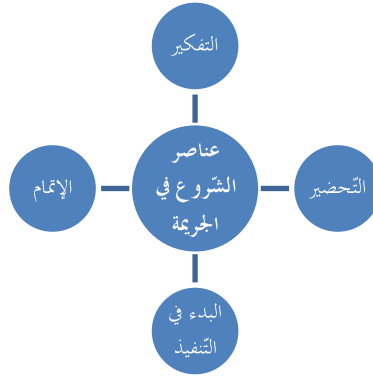 التفكير
عناصر
الشّروع في
الجريمة
التّحضير
الإتمام
البدء في
التّنفيذ